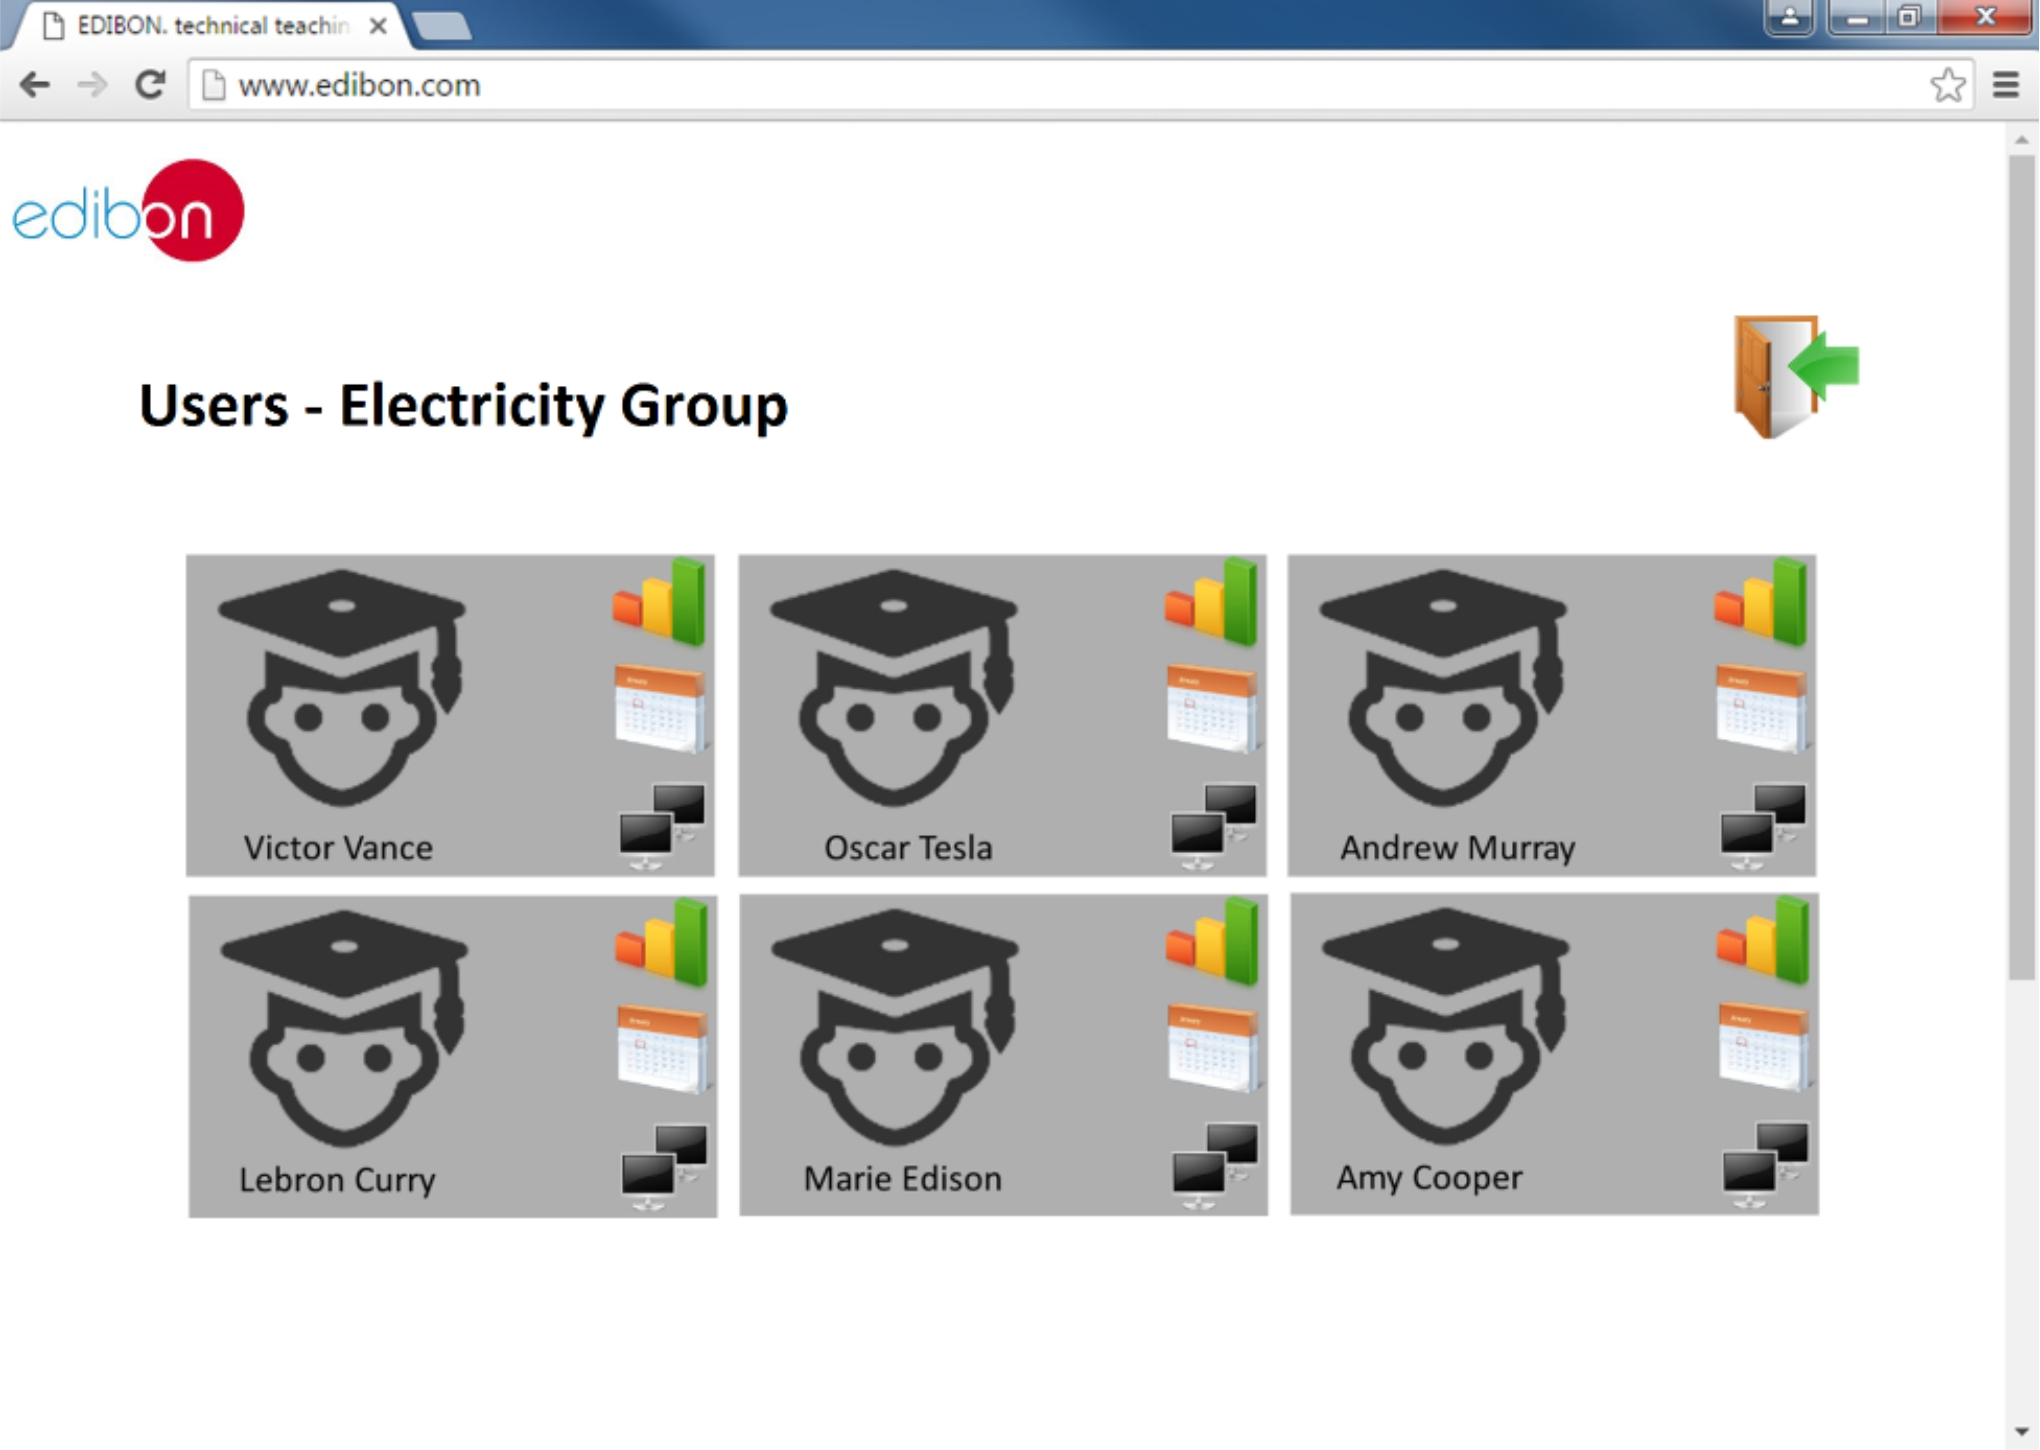 EDIBON. technical teachin
www.edibon.com
edibon
Users - Electricity Group
Victor Vance
Oscar Tesla
Andrew Murray
Lebron Curry
Marie Edison
Amy Cooper